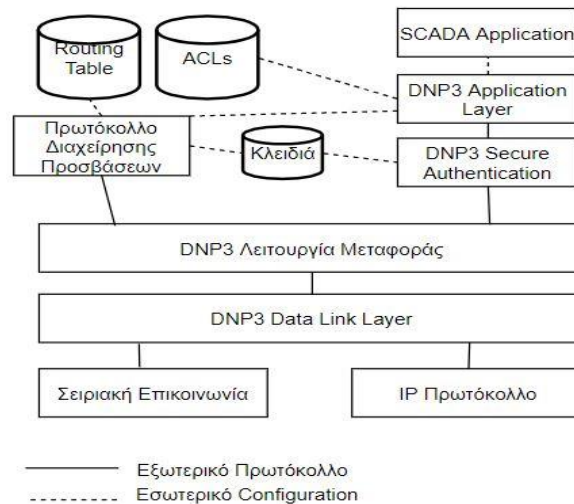 Routing
Table
ACLs
SCADA Application
DNP3 Application
Layer
Πρωτόκολλο
Διαχείρησης
Προσβάσεων
Κλειδιά
DNP3 Secure
Authentication
DNP3 Λειτουργία Μεταφοράς
DNP3 Data Link Layer
Σειριακή Επικοινωνία
IP Πρωτόκολλο
Εξωτερικό Πρωτόκολλο
Εσωτερικό Configuration